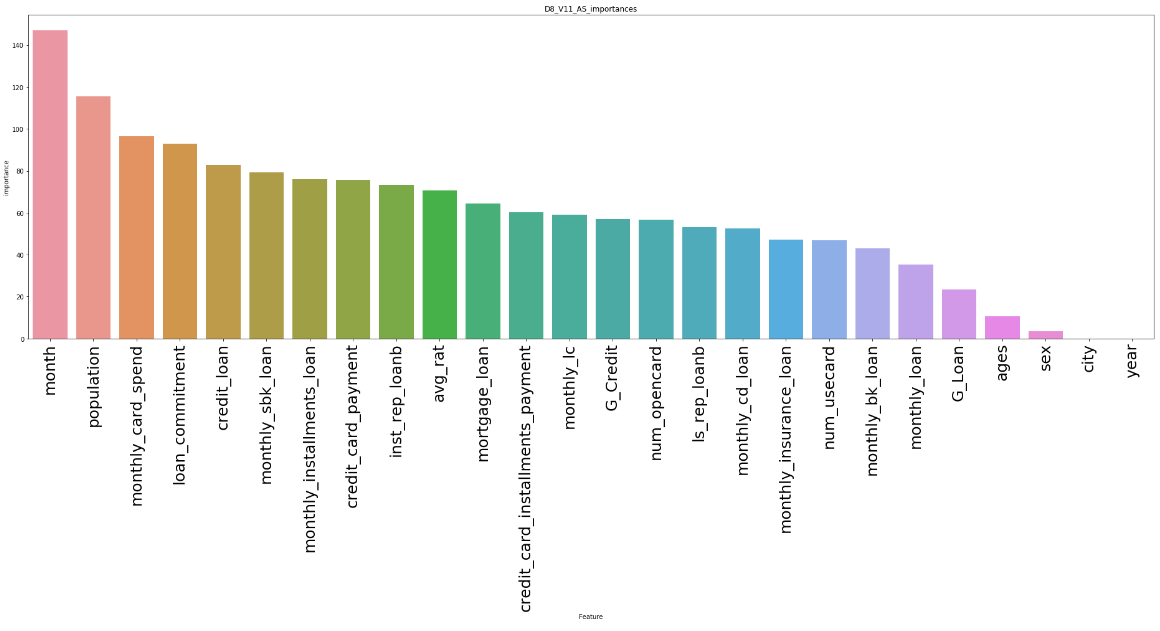 D8_V11_AS_importances
importance
140
120
100
80
60
40
20
0
month
population
monthly_card_spend
loan_commitment
credit_loan
monthly_sbk_loan
monthly_installments_loan
credit_card_payment
inst_rep_loanb
avg_rat
mortgage_loan
credit_card_installments_payment
monthly_lc
G_Credit
num_opencard
ls_rep_loanb
monthly_cd_loan
monthly_insurance_loan
num_usecard
monthly_bk_loan
monthly_loan
G_Loan
ages
sex
city
year
Feature